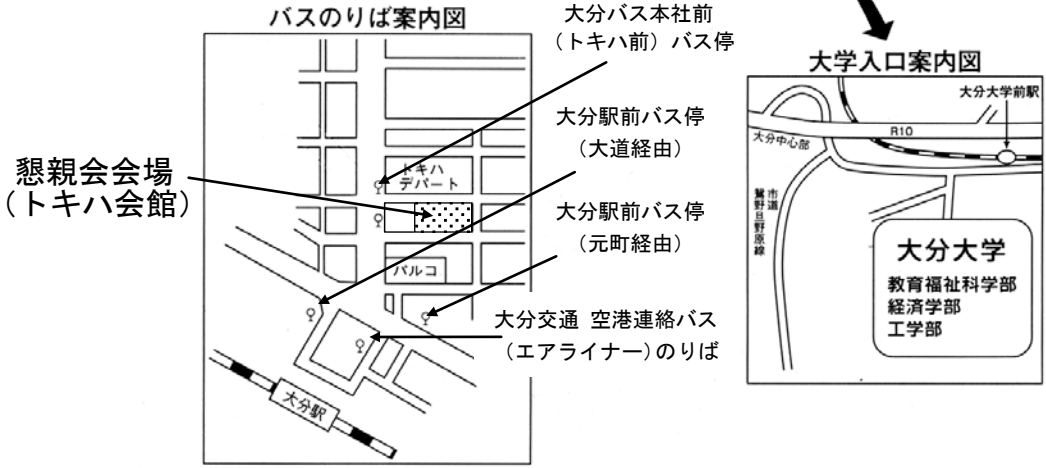 バスのりば案内図
大分バス本社前
（トキハ前）バス停
大分駅前バス停
（大道経由）
懇親会会場
（トキハ会館）
トキハ
デパート
大分駅前バス停
（元町経由）
パルコ
大分交通 空港連絡バス
（エアライナー）のりば
大分駅
大学入口案内図
大分大学前駅
R10
大分中心部
市道
鴛野旦野原線
大分大学
教育福祉科学部
経済学部
工学部